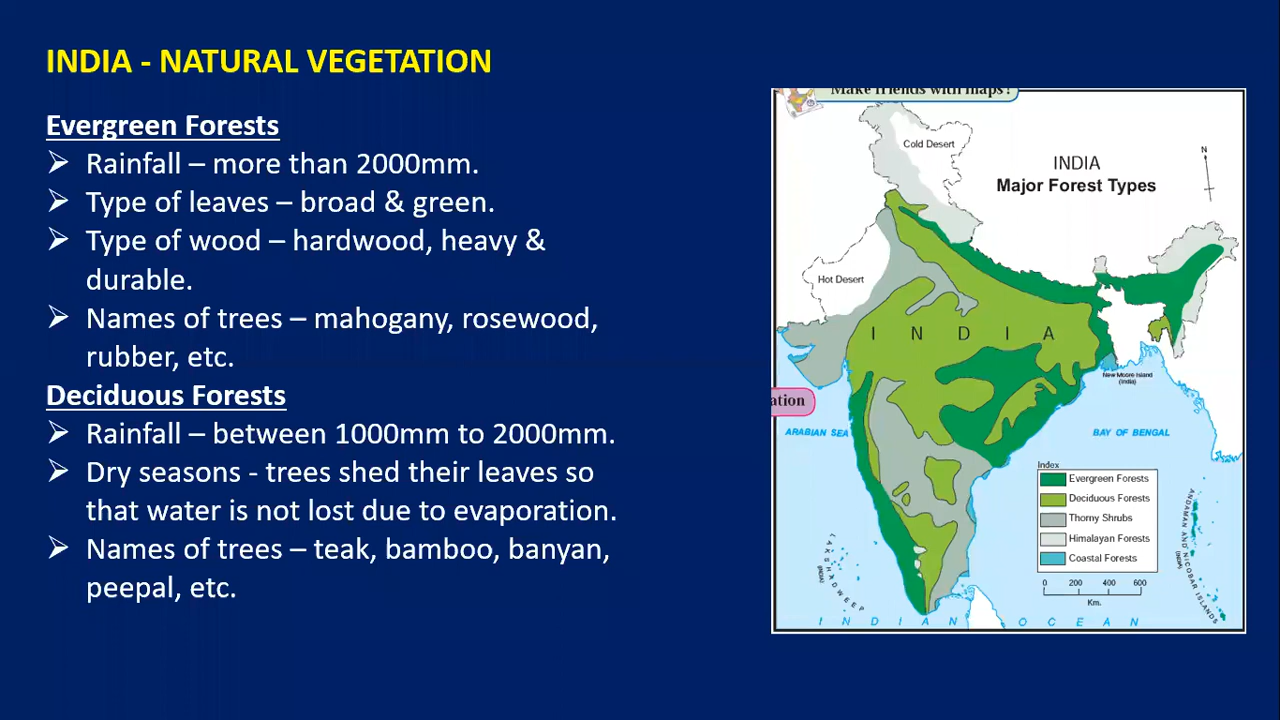 INDIA - NATURAL VEGETATION
Evergreen Forests
➢ Rainfall – more than 2000mm.
➢ Type of leaves – broad & green.
➢ Type of wood – hardwood, heavy &
durable.
➢ Names of trees – mahogany, rosewood,
rubber, etc.
Deciduous Forests
➢ Rainfall – between 1000mm to 2000mm.
➢ Dry seasons - trees shed their leaves so
that water is not lost due to evaporation.
➢ Names of trees – teak, bamboo, banyan,
peepal, etc.
Make friends with maps!
Cold Desert
INDIA
Major Forest Types
N
Hot Desert
INDIA
New Moore Island
(India)
ation
ARABIAN SEA
BAY OF BENGAL
Index
Evergreen Forests
Deciduous Forests
Thorny Shrubs
Himalayan Forests
Coastal Forests
0 200 400 600
Km.
LAKSHADWEEP
(INDIA)
ANDAMAN AND NICOBAR ISLANDS
(INDIA)
INDIAN OCEAN